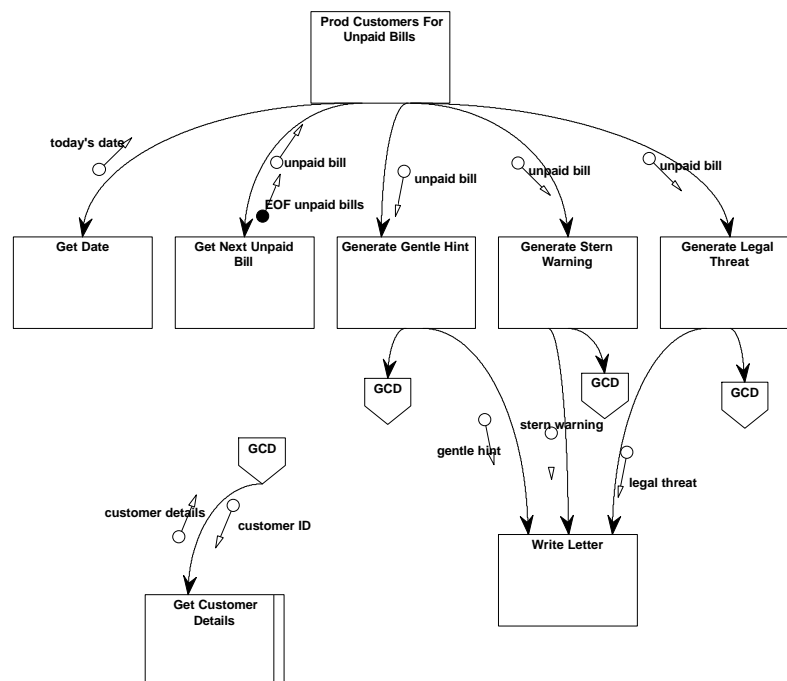 Prod Customers For
Unpaid Bills
today's date
unpaid bill
EOF unpaid bills
unpaid bill
unpaid bill
unpaid bill
Get Date
Get Next Unpaid
Bill
Generate Gentle Hint
Generate Stern
Warning
Generate Legal
Threat
GCD
GCD
GCD
GCD
stern warning
gentle hint
legal threat
customer details
customer ID
Write Letter
Get Customer
Details